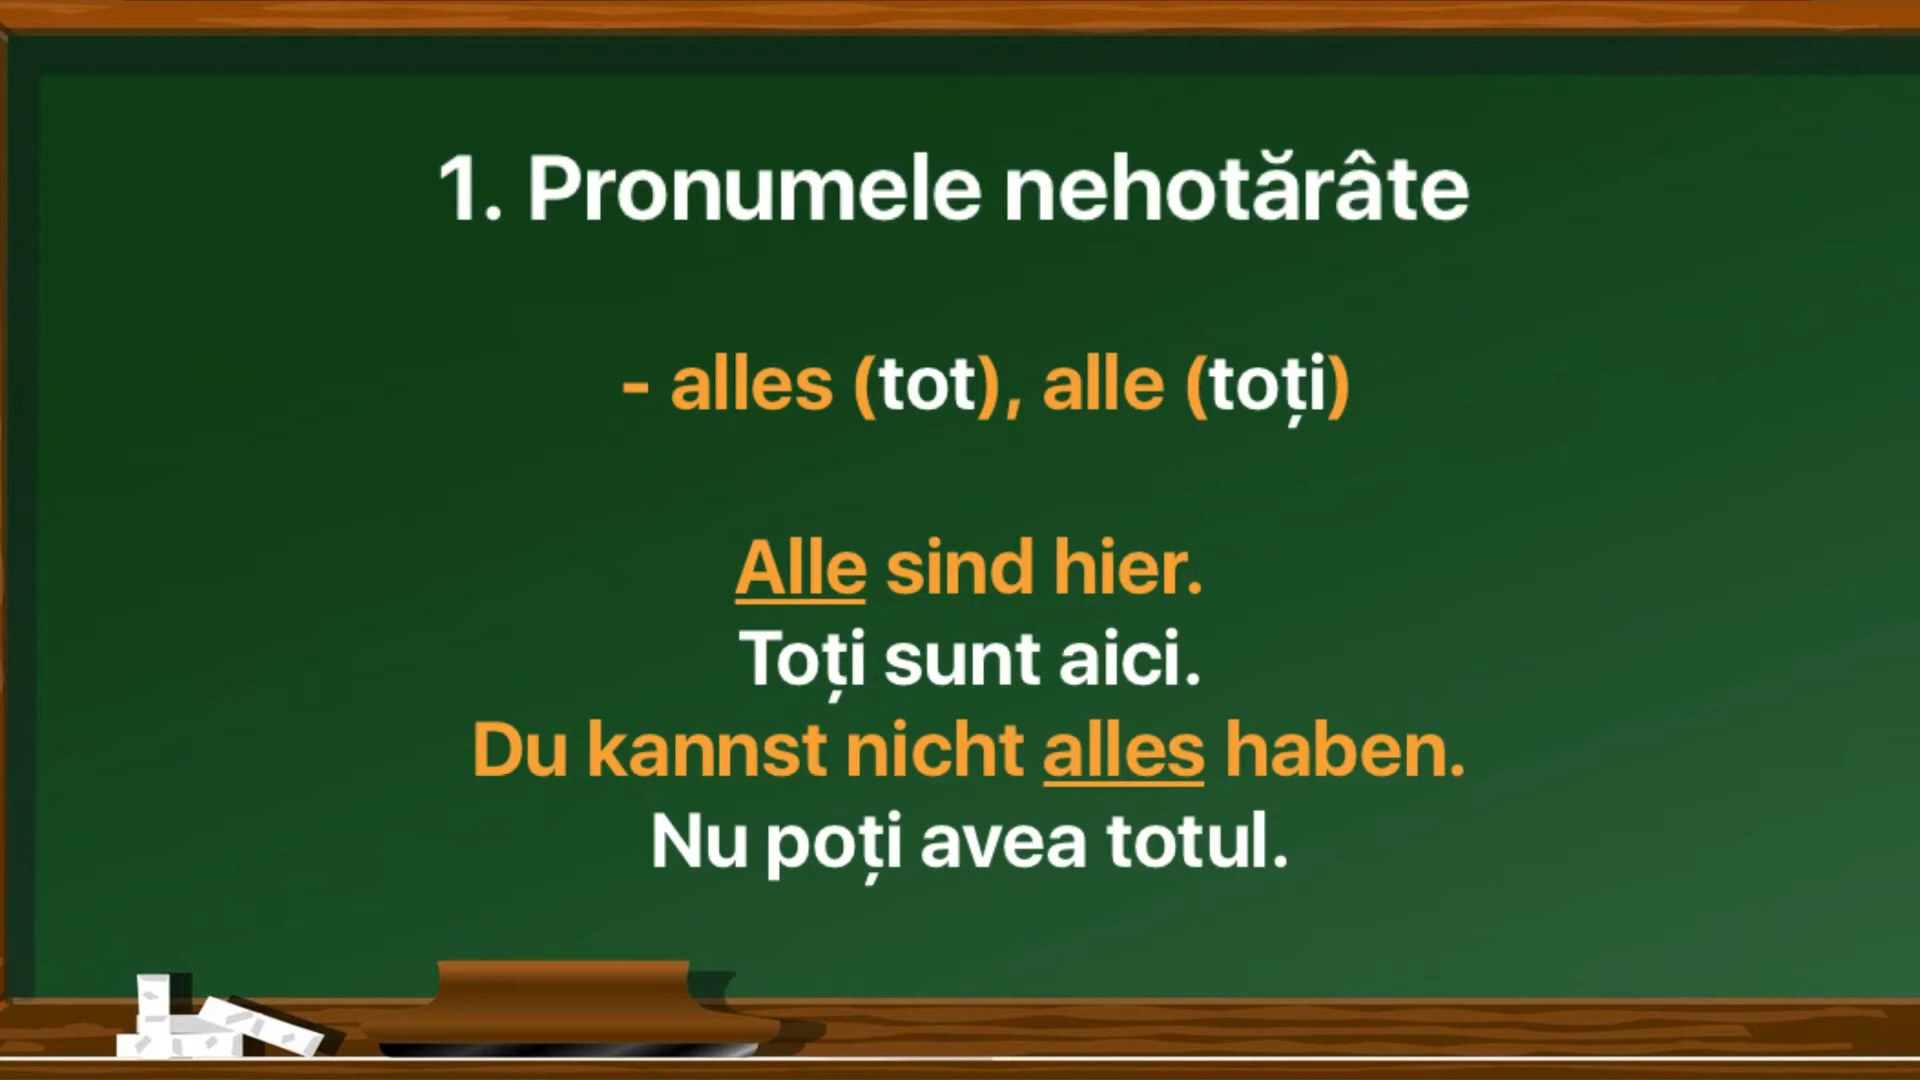 1. Pronumele nehotărâte
- alles (tot), alle (toți)
Alle sind hier.
Toți sunt aici.
Du kannst nicht alles haben.
Nu poți avea totul.